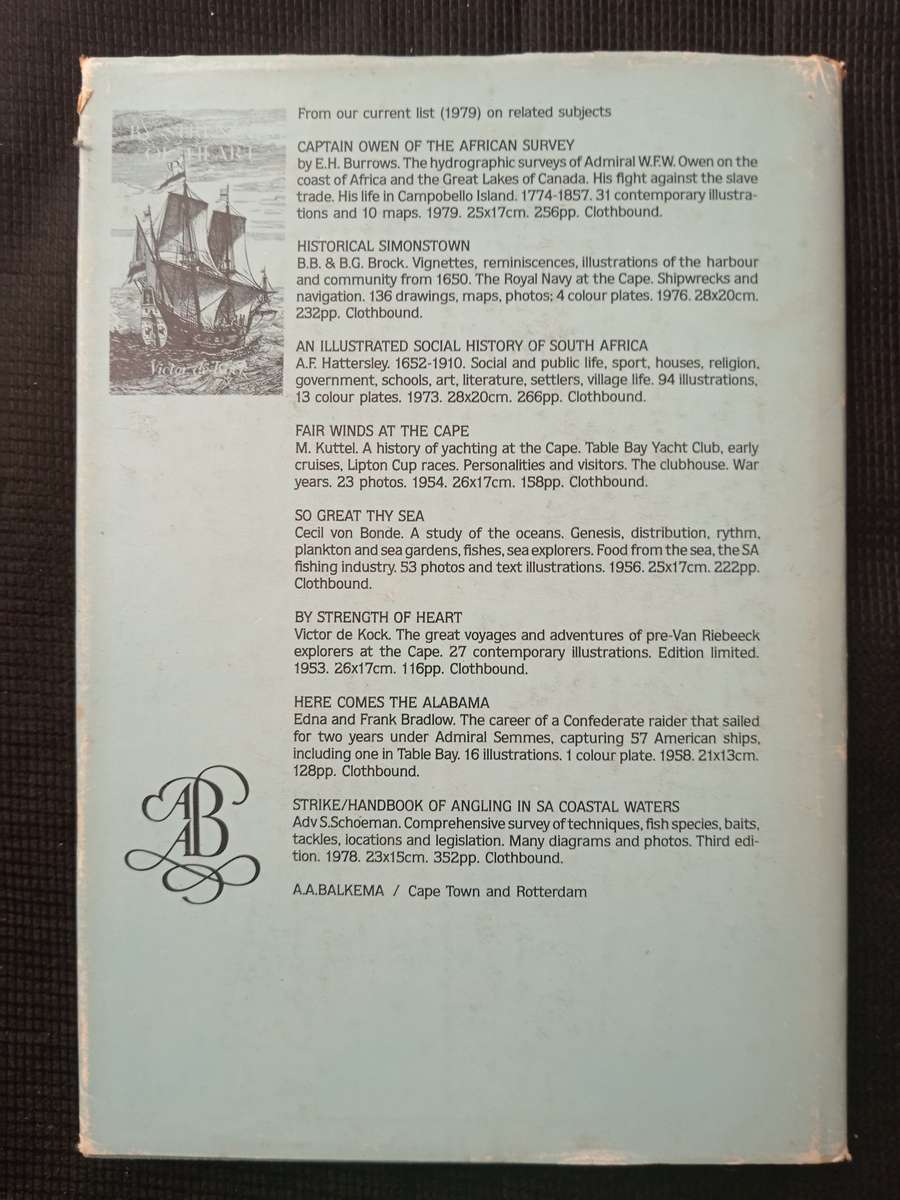 BY STRENGTH
OF HEART
Victor de Kock
From our current list (1979) on related subjects
CAPTAIN OWEN OF THE AFRICAN SURVEY
by E.H. Burrows. The hydrographic surveys of Admiral W.F.W. Owen on the
coast of Africa and the Great Lakes of Canada. His fight against the slave
trade. His life in Campobello Island. 1774-1857. 31 contemporary illustra-
tions and 10 maps. 1979. 25x17cm. 256pp. Clothbound.
HISTORICAL SIMONSTOWN
B.B. & B.G. Brock. Vignettes, reminiscences, illustrations of the harbour
and community from 1650. The Royal Navy at the Cape. Shipwrecks and
navigation. 136 drawings, maps, photos; 4 colour plates. 1976. 28x20cm.
232pp. Clothbound.
AN ILLUSTRATED SOCIAL HISTORY OF SOUTH AFRICA
A.F. Hattersley. 1652-1910. Social and public life, sport, houses, religion,
government, schools, art, literature, settlers, village life. 94 illustrations,
13 colour plates. 1973. 28x20cm. 266pp. Clothbound.
FAIR WINDS AT THE CAPE
M. Kuttel. A history of yachting at the Cape. Table Bay Yacht Club, early
cruises, Lipton Cup races. Personalities and visitors. The clubhouse. War
years. 23 photos. 1954. 26x17cm. 158pp. Clothbound.
SO GREAT THY SEA
Cecil von Bonde. A study of the oceans. Genesis, distribution, rythm,
plankton and sea gardens, fishes, sea explorers. Food from the sea, the SA
fishing industry. 53 photos and text illustrations. 1956. 25x17cm. 222pp.
Clothbound.
BY STRENGTH OF HEART
Victor de Kock. The great voyages and adventures of pre-Van Riebeeck
explorers at the Cape. 27 contemporary illustrations. Edition limited.
1953. 26x17cm. 116pp. Clothbound.
HERE COMES THE ALABAMA
Edna and Frank Bradlow. The career of a Confederate raider that sailed
for two years under Admiral Semmes, capturing 57 American ships,
including one in Table Bay. 16 illustrations. 1 colour plate. 1958. 21x13cm.
128pp. Clothbound.
STRIKE/HANDBOOK OF ANGLING IN SA COASTAL WATERS
Adv S.Schoeman. Comprehensive survey of techniques, fish species, baits,
tackles, locations and legislation. Many diagrams and photos. Third edi-
tion. 1978. 23x15cm. 352pp. Clothbound.
A.A.BALKEMA / Cape Town and Rotterdam
AAB